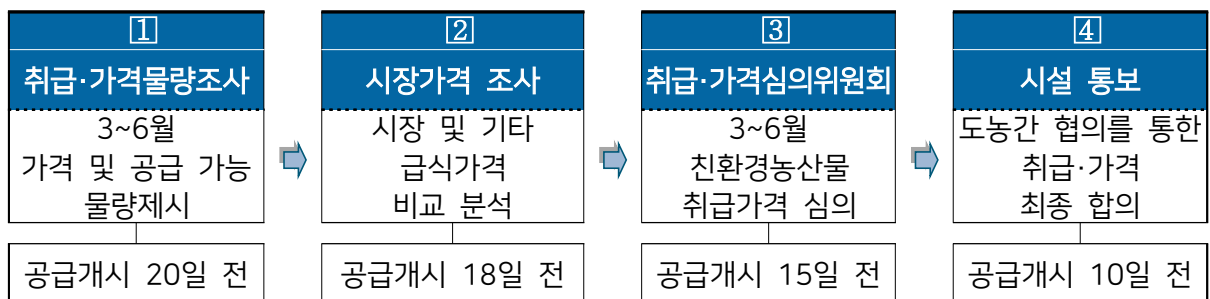 1
취급·가격물량조사
3~6월
가격 및 공급 가능
물량제시
공급개시 20일 전
2
시장가격 조사
시장 및 기타
급식가격
비교 분석
공급개시 18일 전
3
취급·가격심의위원회
3~6월
친환경농산물
취급가격 심의
공급개시 15일 전
4
시설 통보
도농간 협의를 통한
취급·가격
최종 합의
공급개시 10일 전